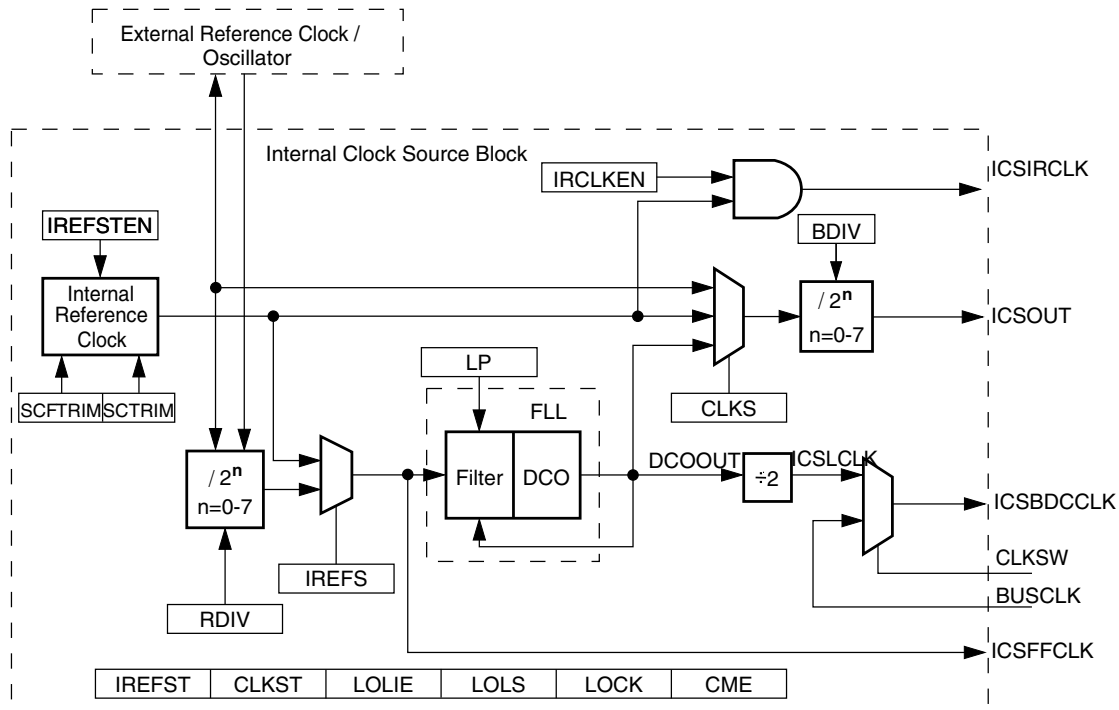 External Reference Clock /
Oscillator
Internal Clock Source Block
IRCLKEN
ICSIRCLK
IREFSTEN
BDIV
Internal
Reference
Clock
/ 2ⁿ
n=0-7
ICSOUT
LP
SCFTRIM SCTRIM
CLKS
FLL
/ 2ⁿ
n=0-7
Filter DCO
DCOOUT
÷2
ICSLCLK
ICSBDCCLK
IREFS
CLKSW
RDIV
BUSCLK
ICSFFCLK
IREFST CLKST LOLIE LOLS LOCK CME